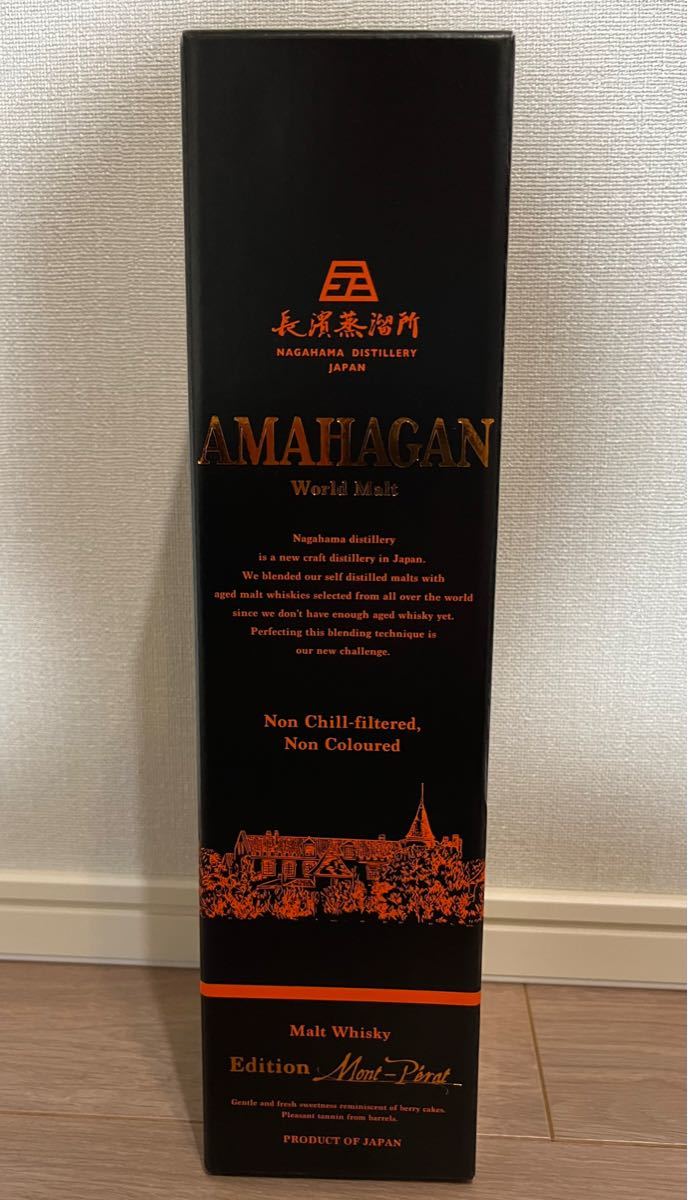 長濱蒸溜所
NAGAHAMA DISTILLERY
JAPAN
AMAHAGAN
World Malt
Nagahama distillery
is a new craft distillery in Japan.
We blended our self distilled malts with
aged malt whiskies selected from all over the world
since we don't have enough aged whisky yet.
Perfecting this blending technique is
our new challenge.
Non Chill-filtered,
Non Coloured
Malt Whisky
Edition Mont-Pérat
Gentle and fresh sweetness reminiscent of berry cakes.
Pleasant tannin from barrels.
PRODUCT OF JAPAN